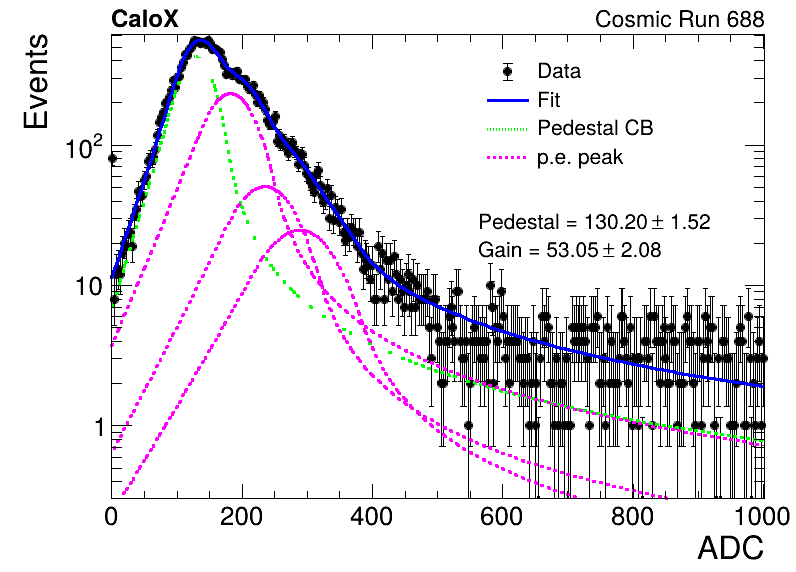 CaloX Cosmic Run 688
Events
Data
Fit
Pedestal CB
p.e. peak
Pedestal = 130.20 ± 1.52
Gain = 53.05 ± 2.08
10²
10
1
0 200 400 600 800 1000
ADC